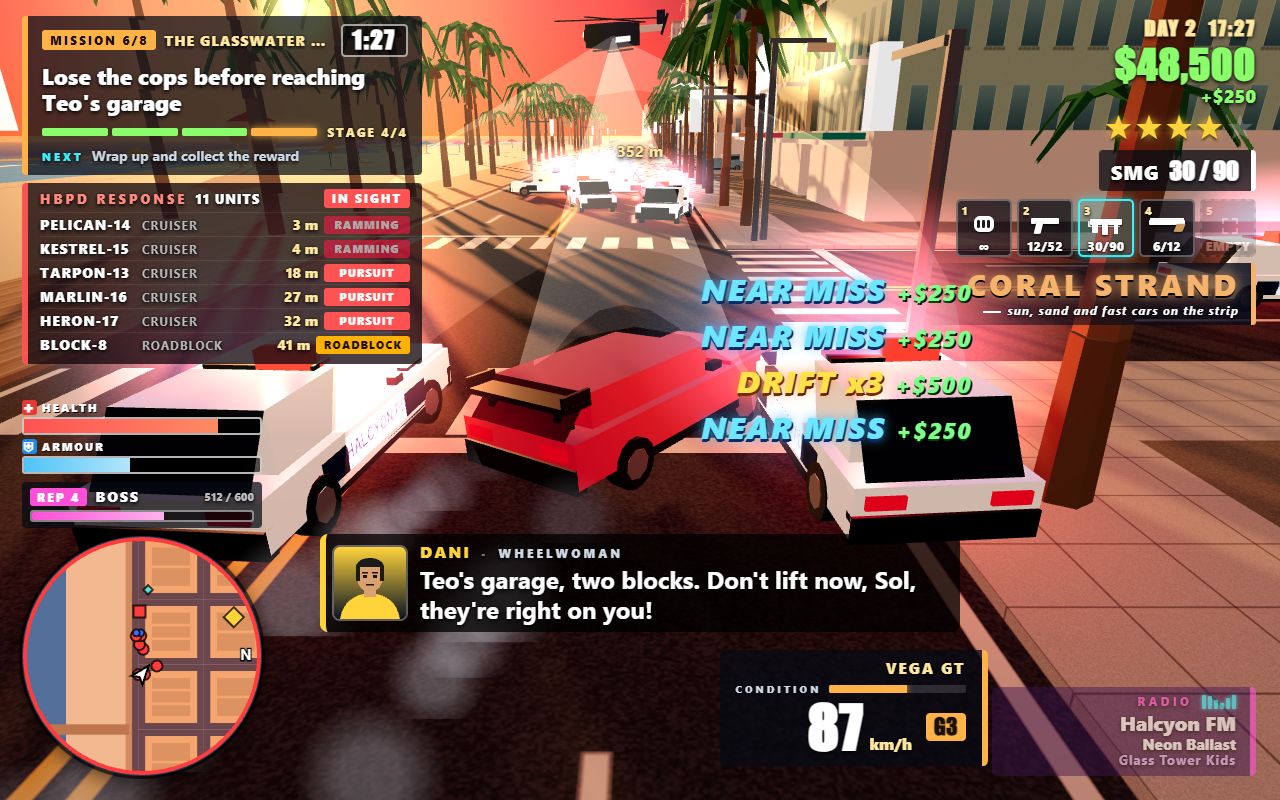 MISSION 6/8 THE GLASSWATER ... 1:27
Lose the cops before reaching
Teo's garage
STAGE 4/4
NEXT Wrap up and collect the reward
HBPD RESPONSE 11 UNITS IN SIGHT
PELICAN-14 CRUISER 3 m RAMMING
KESTREL-15 CRUISER 4 m RAMMING
TARPON-13 CRUISER 18 m PURSUIT
MARLIN-16 CRUISER 27 m PURSUIT
HERON-17 CRUISER 32 m PURSUIT
BLOCK-8 ROADBLOCK 41 m ROADBLOCK
352 m
DAY 2 17:27
$48,500
+$250
SMG 30/90
1 2 3 4 5
∞ 12/52 30/90 6/12 EMPTY
CORAL STRAND
— sun, sand and fast cars on the strip
NEAR MISS +$250
NEAR MISS +$250
DRIFT x3 +$500
NEAR MISS +$250
HEALTH
ARMOUR
REP 4 BOSS 512 / 600
N
DANI - WHEELWOMAN
Teo's garage, two blocks. Don't lift now, Sol,
they're right on you!
VEGA GT
CONDITION
87 km/h G3
RADIO
Halcyon FM
Neon Ballast
Glass Tower Kids